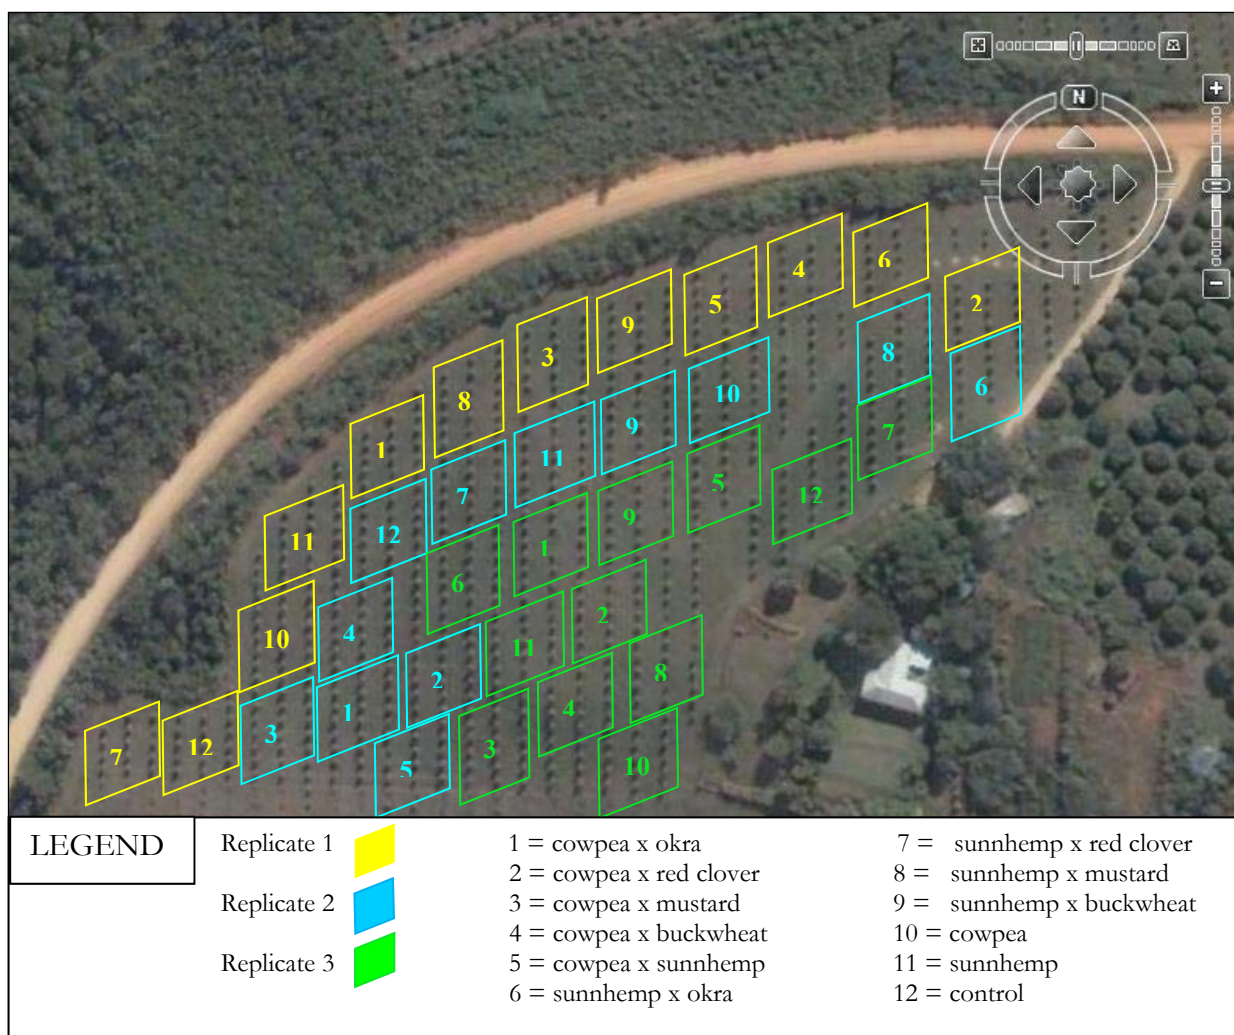 N
+
4
6
5
2
9
3
8
8
10
6
1
9
7
11
7
5
12
11
12
9
1
6
10
4
2
11
2
8
1
3
4
7
12
3
5
10
LEGEND
Replicate 1
Replicate 2
Replicate 3
1 = cowpea x okra
2 = cowpea x red clover
3 = cowpea x mustard
4 = cowpea x buckwheat
5 = cowpea x sunnhemp
6 = sunnhemp x okra
7 = sunnhemp x red clover
8 = sunnhemp x mustard
9 = sunnhemp x buckwheat
10 = cowpea
11 = sunnhemp
12 = control